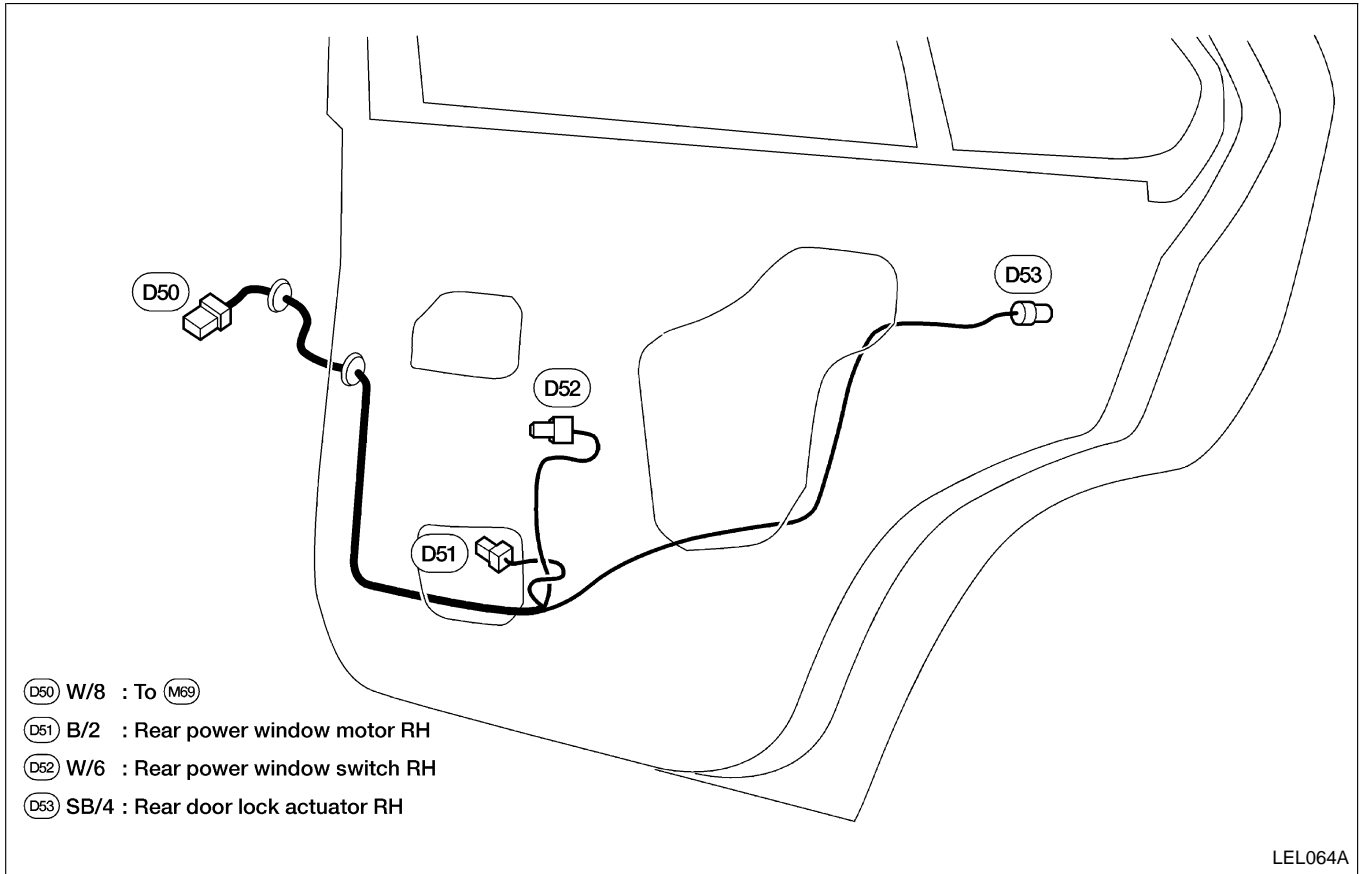 D50
D53
D52
D51
D50 W/8 : To M69
D51 B/2 : Rear power window motor RH
D52 W/6 : Rear power window switch RH
D53 SB/4 : Rear door lock actuator RH
LEL064A